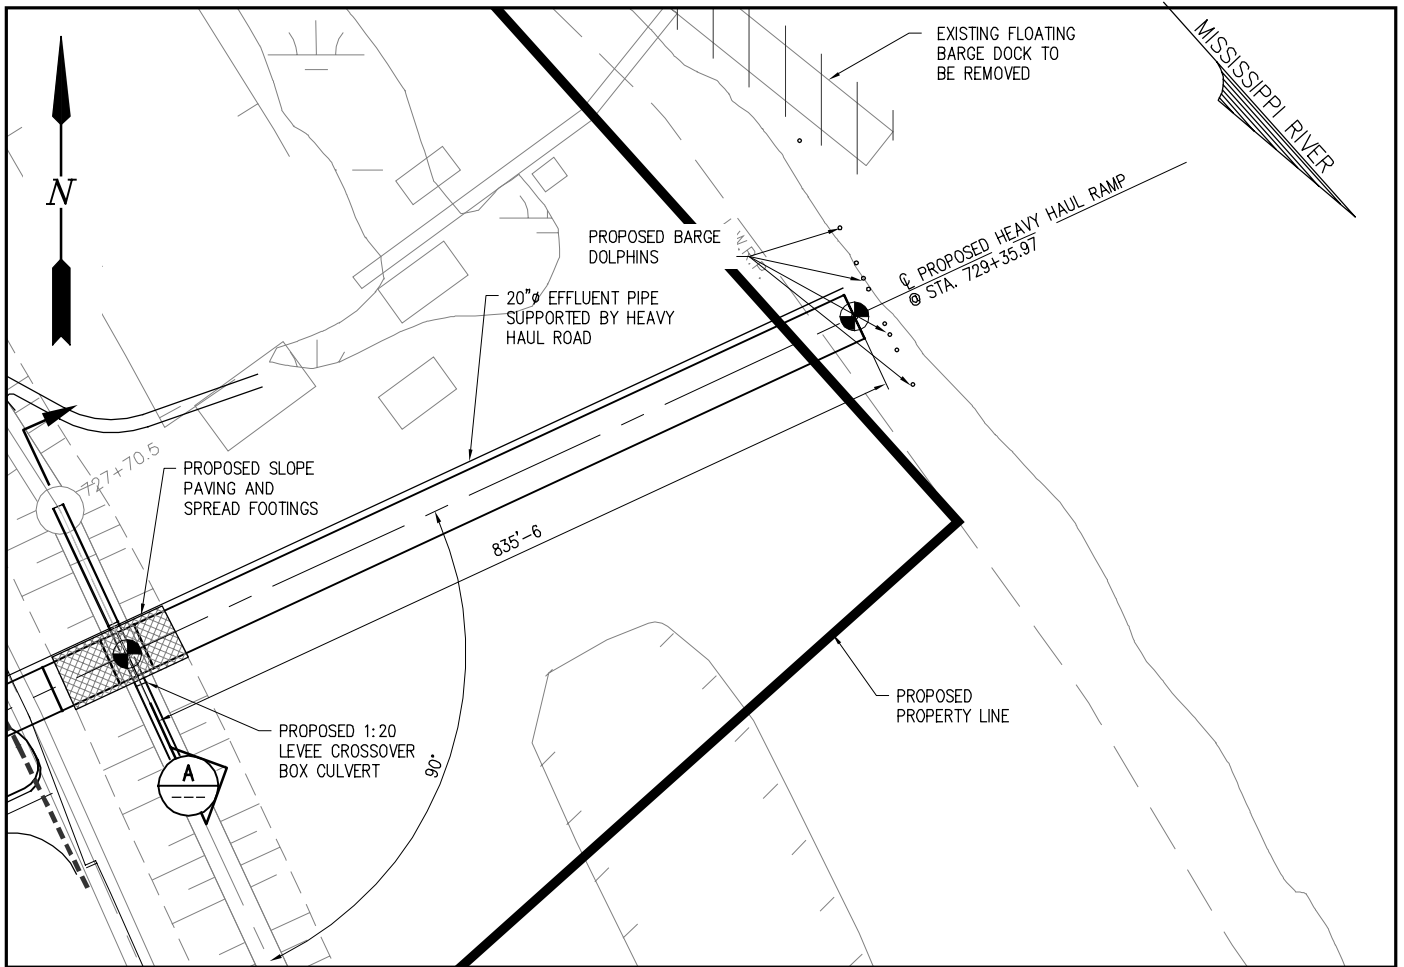 EXISTING FLOATING
BARGE DOCK TO
BE REMOVED
MISSISSIPPI RIVER
N
PROPOSED BARGE
DOLPHINS
W.P.P.
℄ PROPOSED HEAVY HAUL RAMP
@ STA. 729+35.97
20"ø EFFLUENT PIPE
SUPPORTED BY HEAVY
HAUL ROAD
727+70.5
PROPOSED SLOPE
PAVING AND
SPREAD FOOTINGS
835'-6
PROPOSED
PROPERTY LINE
PROPOSED 1:20
LEVEE CROSSOVER
BOX CULVERT
90°
A
---